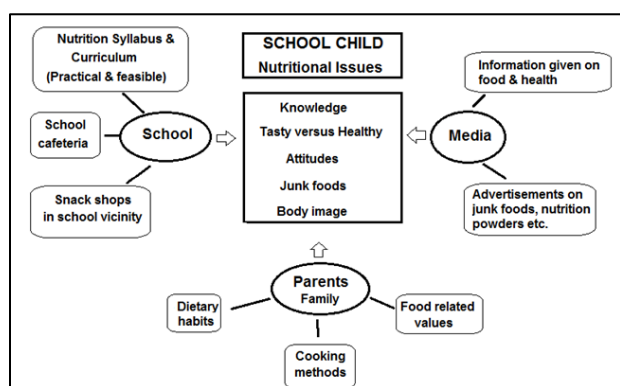 Nutrition Syllabus &
Curriculum
(Practical & feasible)
School
cafeteria
School
Snack shops
in school vicinity
SCHOOL CHILD
Nutritional Issues
Knowledge
Tasty versus Healthy
Attitudes
Junk foods
Body image
Information given on
food & health
Media
Advertisements on
junk foods, nutrition
powders etc.
Parents
Family
Dietary
habits
Cooking
methods
Food related
values